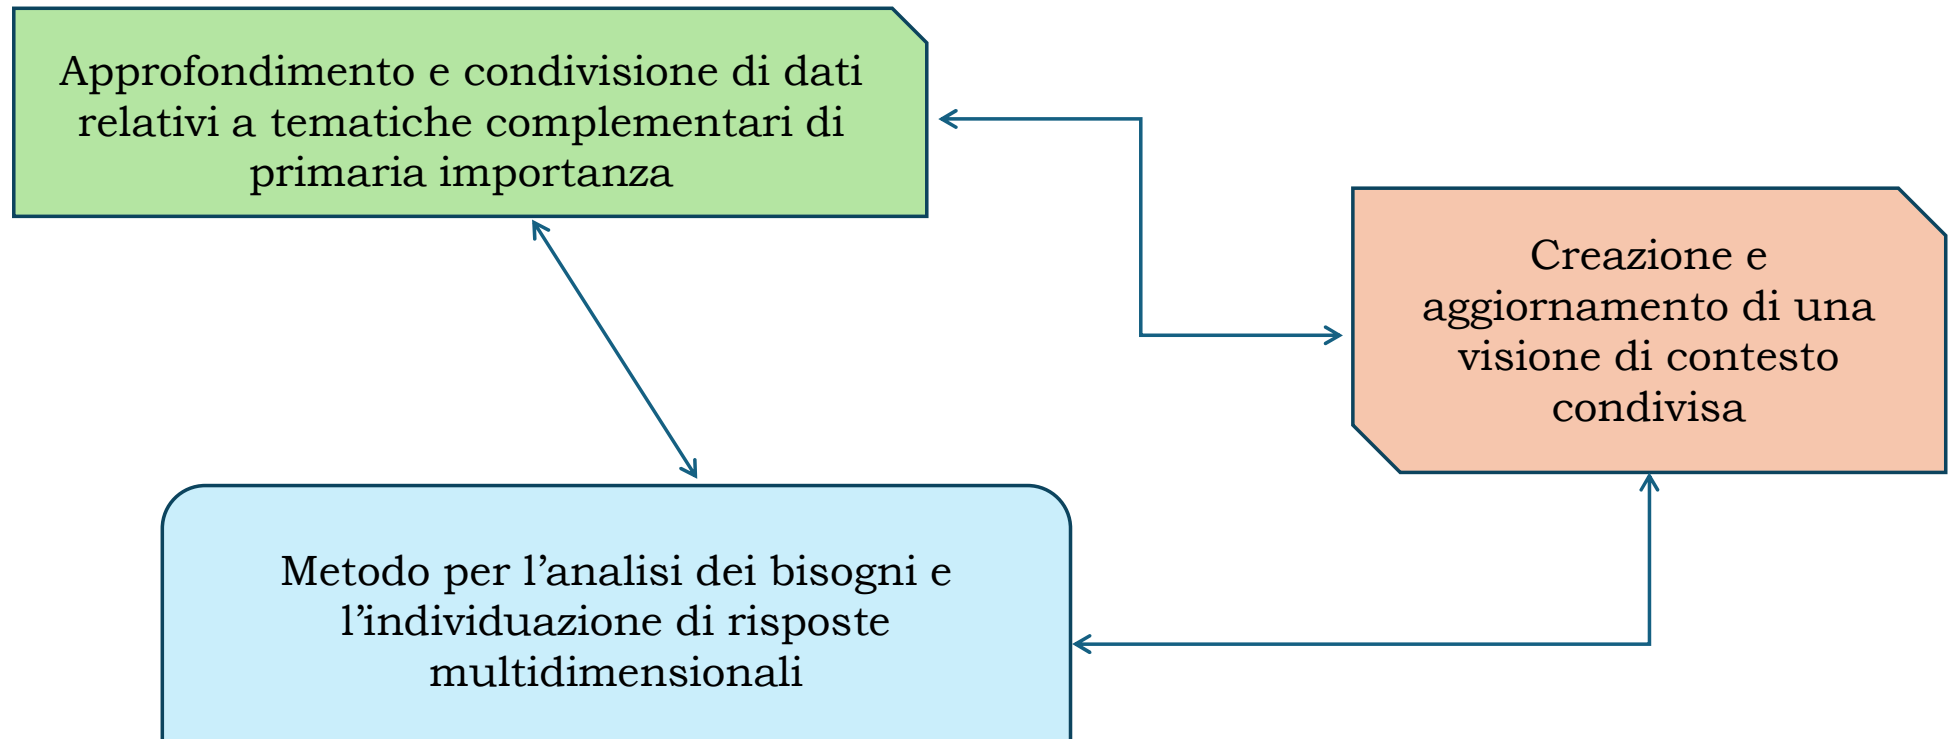 Approfondimento e condivisione di dati
relativi a tematiche complementari di
primaria importanza
Creazione e
aggiornamento di una
visione di contesto
condivisa
Metodo per l’analisi dei bisogni e
l’individuazione di risposte
multidimensionali